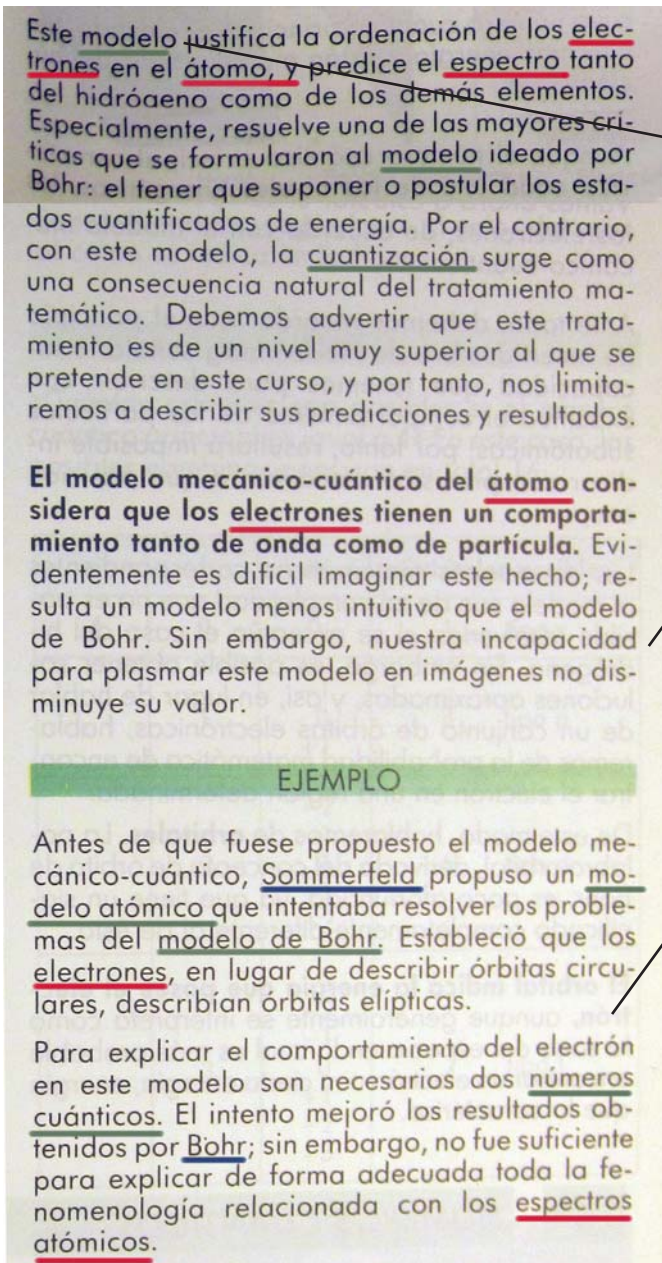 Este modelo justifica la ordenación de los elec-
trones en el átomo, y predice el espectro tanto
del hidrógeno como de los demás elementos.
Especialmente, resuelve una de las mayores crí-
ticas que se formularon al modelo ideado por
Bohr: el tener que suponer o postular los esta-
dos cuantificados de energía. Por el contrario,
con este modelo, la cuantización surge como
una consecuencia natural del tratamiento ma-
temático. Debemos advertir que este trata-
miento es de un nivel muy superior al que se
pretende en este curso, y por tanto, nos limita-
remos a describir sus predicciones y resultados.
El modelo mecánico-cuántico del átomo con-
sidera que los electrones tienen un comporta-
miento tanto de onda como de partícula. Evi-
dentemente es difícil imaginar este hecho; re-
sulta un modelo menos intuitivo que el modelo
de Bohr. Sin embargo, nuestra incapacidad
para plasmar este modelo en imágenes no dis-
minuye su valor.
EJEMPLO
Antes de que fuese propuesto el modelo me-
cánico-cuántico, Sommerfeld propuso un mo-
delo atómico que intentaba resolver los proble-
mas del modelo de Bohr. Estableció que los
electrones, en lugar de describir órbitas circu-
lares, describían órbitas elípticas.
Para explicar el comportamiento del electrón
en este modelo son necesarios dos números
cuánticos. El intento mejoró los resultados ob-
tenidos por Bohr; sin embargo, no fue suficiente
para explicar de forma adecuada toda la fe-
nomenología relacionada con los espectros
atómicos.